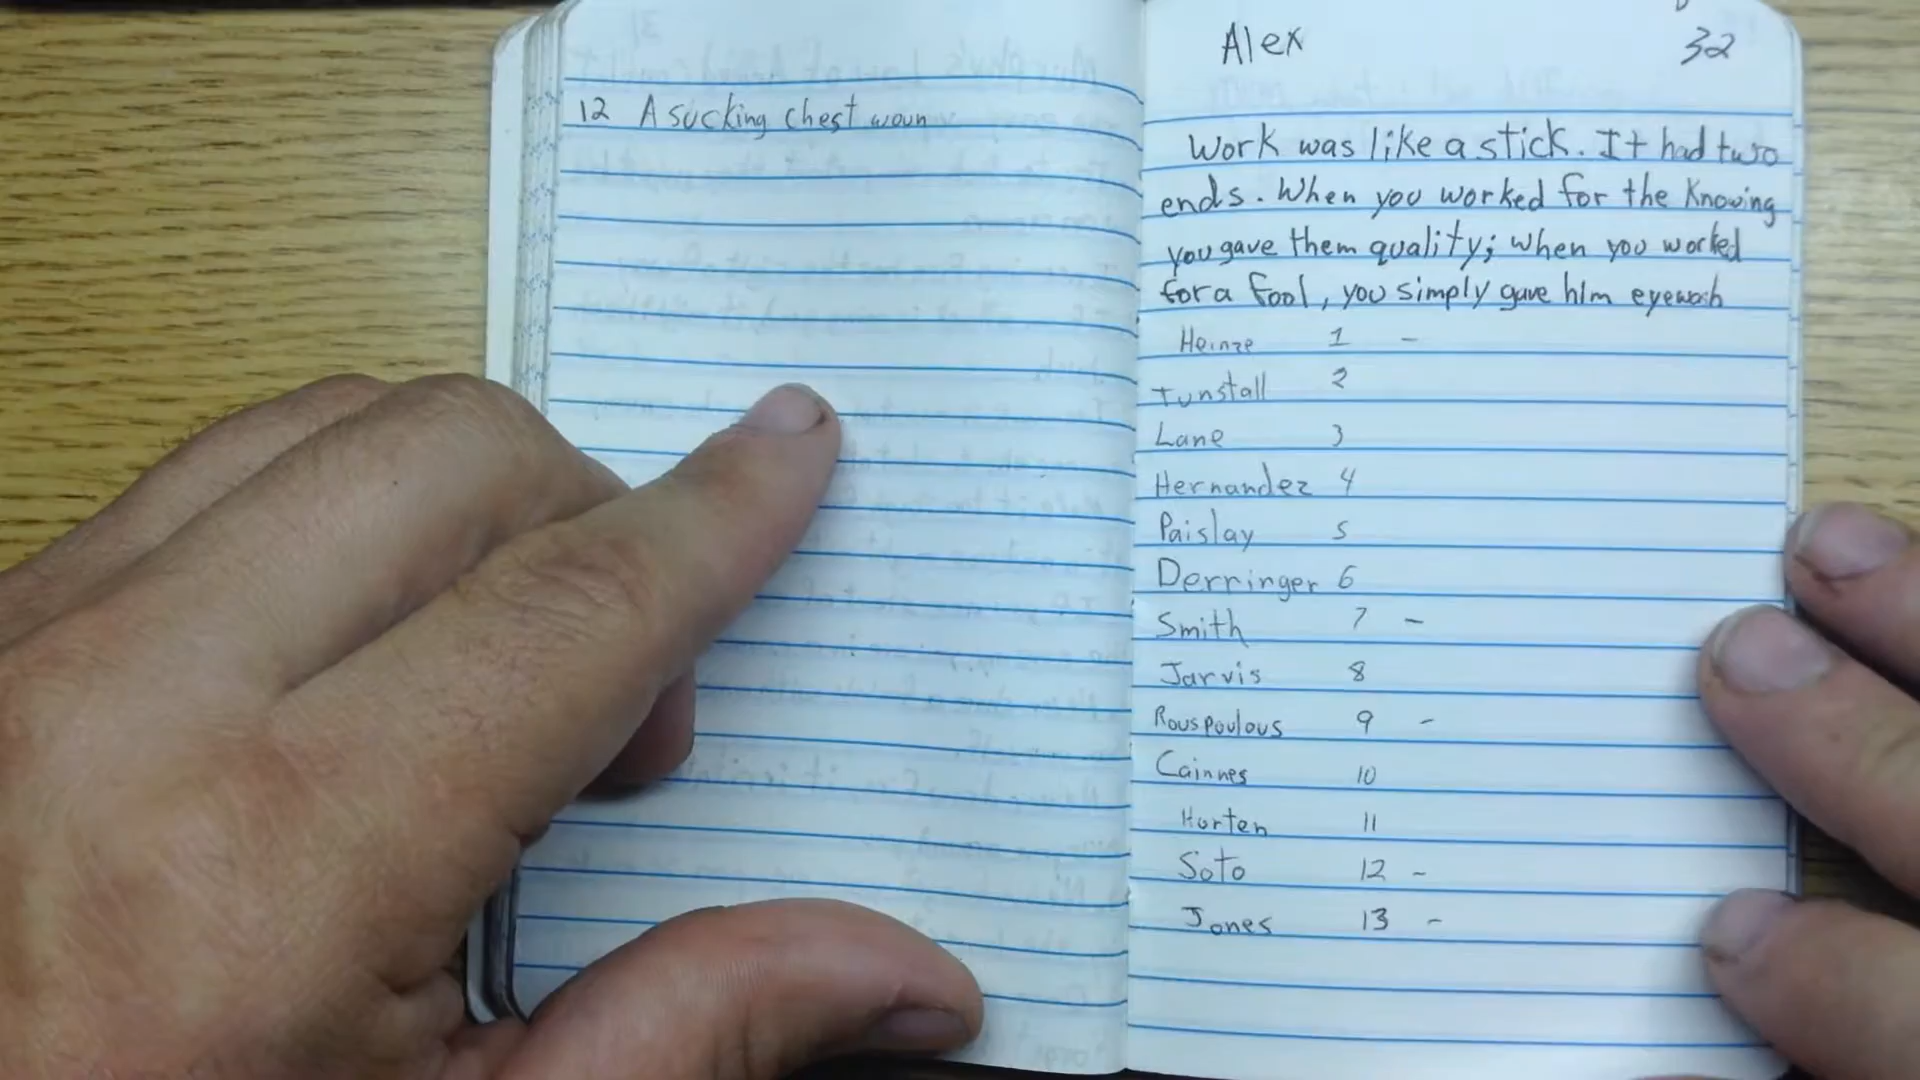 12 A sucking chest woun
Alex
32
Work was like a stick. It had two
ends. When you worked for the Knowing
you gave them quality; when you worked
for a fool, you simply gave him eyewash
Heinze 1 -
Tunstall 2
Lane 3
Hernandez 4
Paislay 5
Derringer 6
Smith 7 -
Jarvis 8
Rouspoulous 9 -
Cainnes 10
Horten 11
Soto 12 -
Jones 13 -